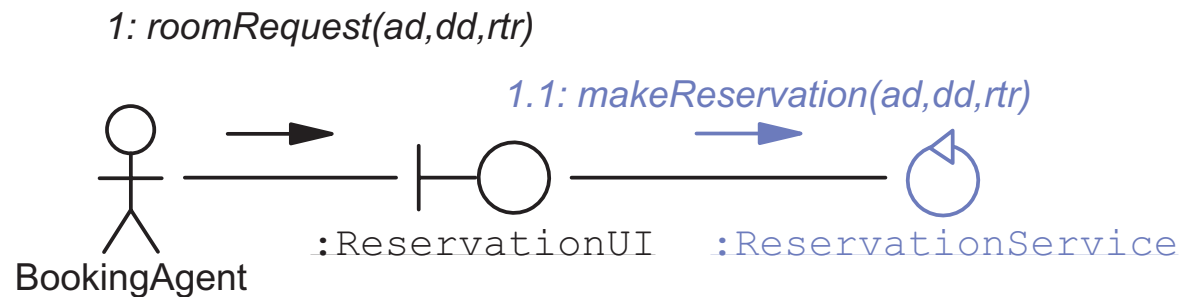 1: roomRequest(ad,dd,rtr)
1.1: makeReservation(ad,dd,rtr)
:ReservationUI
:ReservationService
BookingAgent